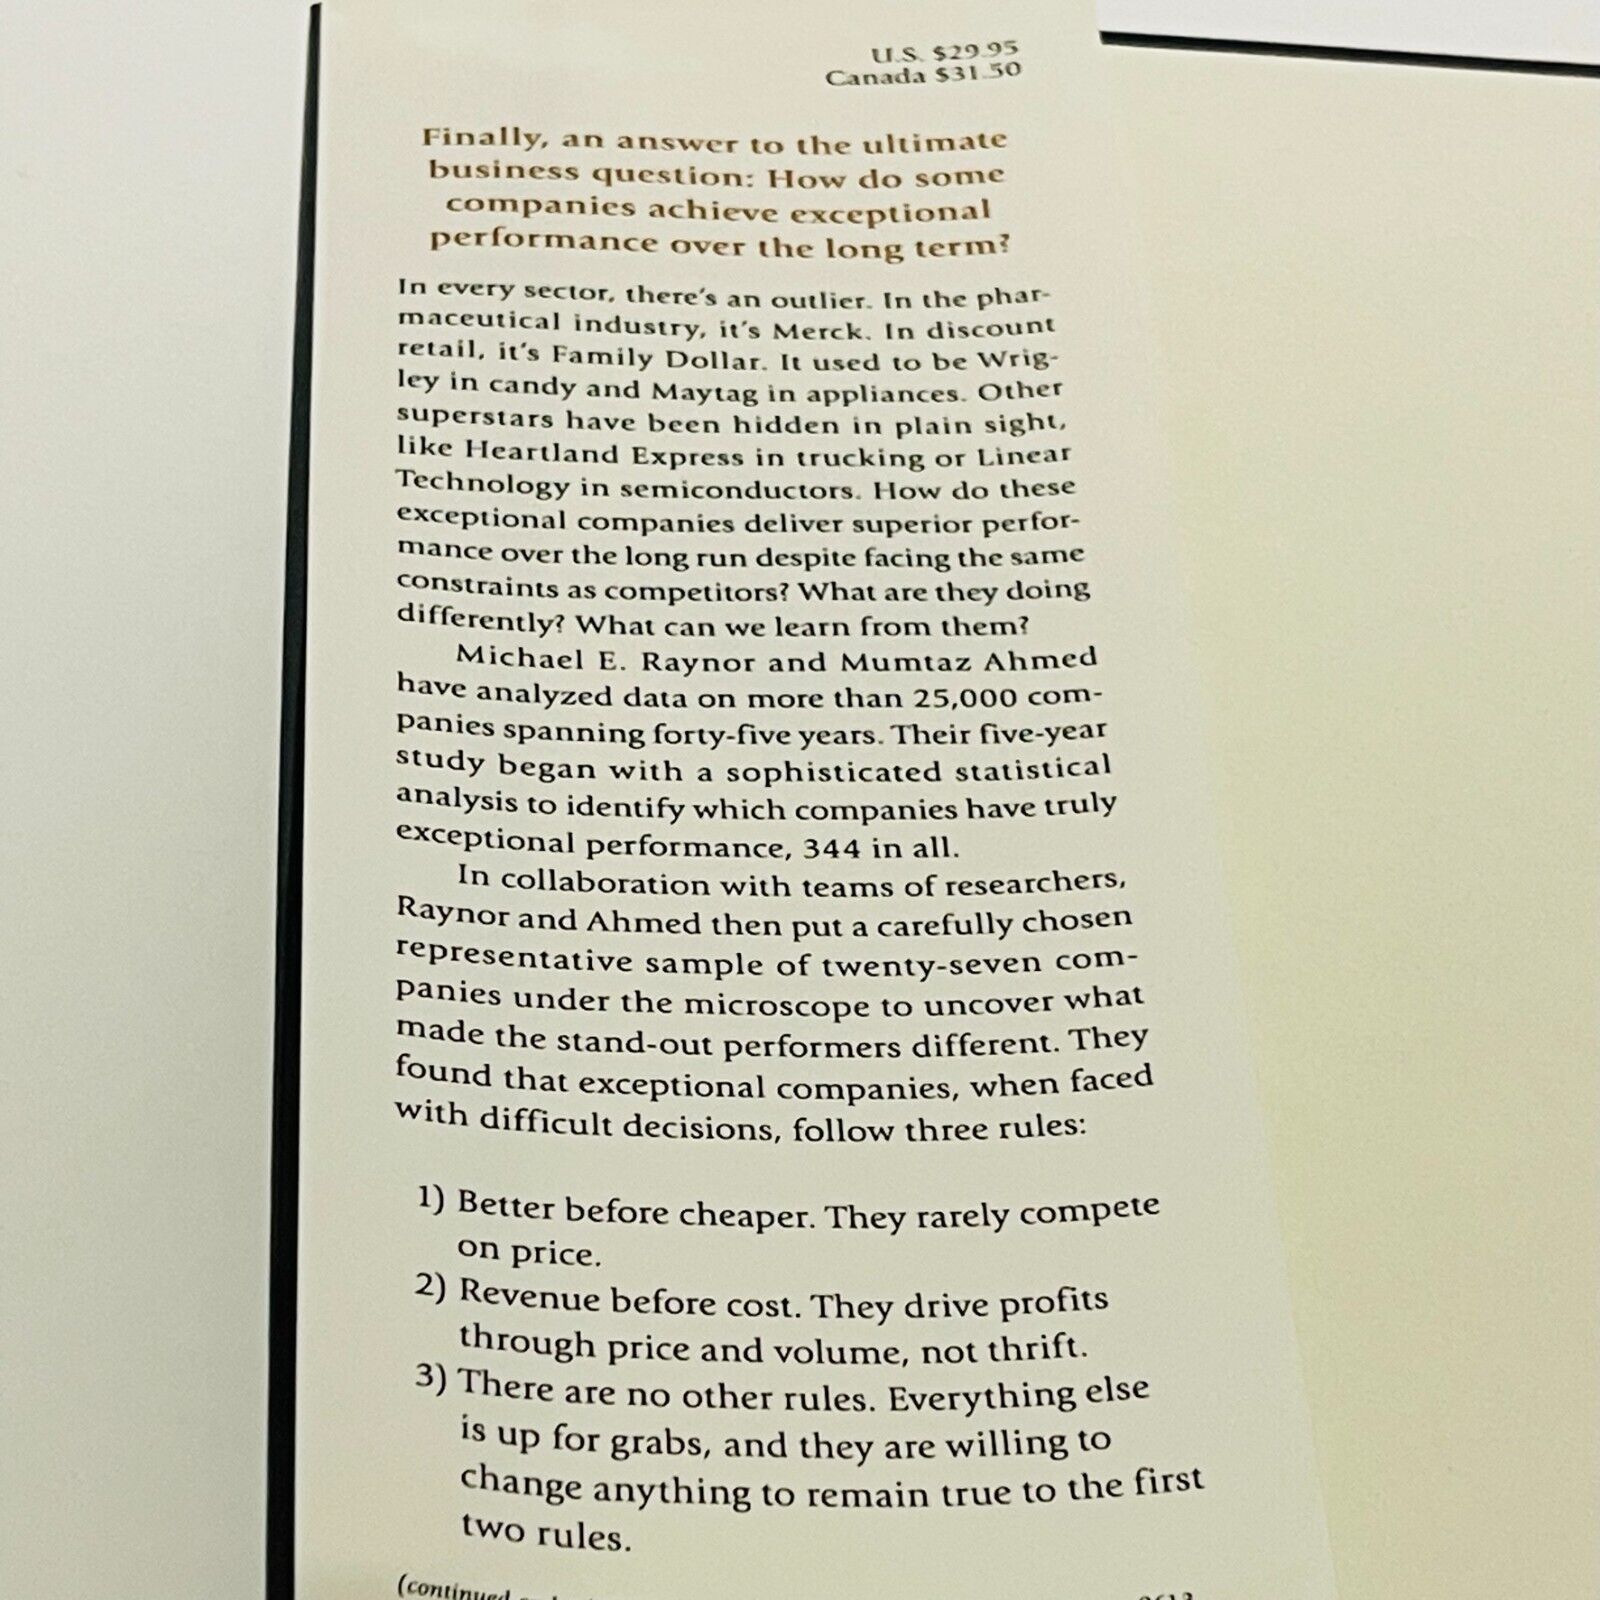 U.S. $29.95
Canada $31.50
Finally, an answer to the ultimate
business question: How do some
companies achieve exceptional
performance over the long term?
In every sector, there's an outlier. In the phar-
maceutical industry, it's Merck. In discount
retail, it's Family Dollar. It used to be Wrig-
ley in candy and Maytag in appliances. Other
superstars have been hidden in plain sight,
like Heartland Express in trucking or Linear
Technology in semiconductors. How do these
exceptional companies deliver superior perfor-
mance over the long run despite facing the same
constraints as competitors? What are they doing
differently? What can we learn from them?
Michael E. Raynor and Mumtaz Ahmed
have analyzed data on more than 25,000 com-
panies spanning forty-five years. Their five-year
study began with a sophisticated statistical
analysis to identify which companies have truly
exceptional performance, 344 in all.
In collaboration with teams of researchers,
Raynor and Ahmed then put a carefully chosen
representative sample of twenty-seven com-
panies under the microscope to uncover what
made the stand-out performers different. They
found that exceptional companies, when faced
with difficult decisions, follow three rules:
1) Better before cheaper. They rarely compete
on price.
2) Revenue before cost. They drive profits
through price and volume, not thrift.
3) There are no other rules. Everything else
is up for grabs, and they are willing to
change anything to remain true to the first
two rules.
(continued